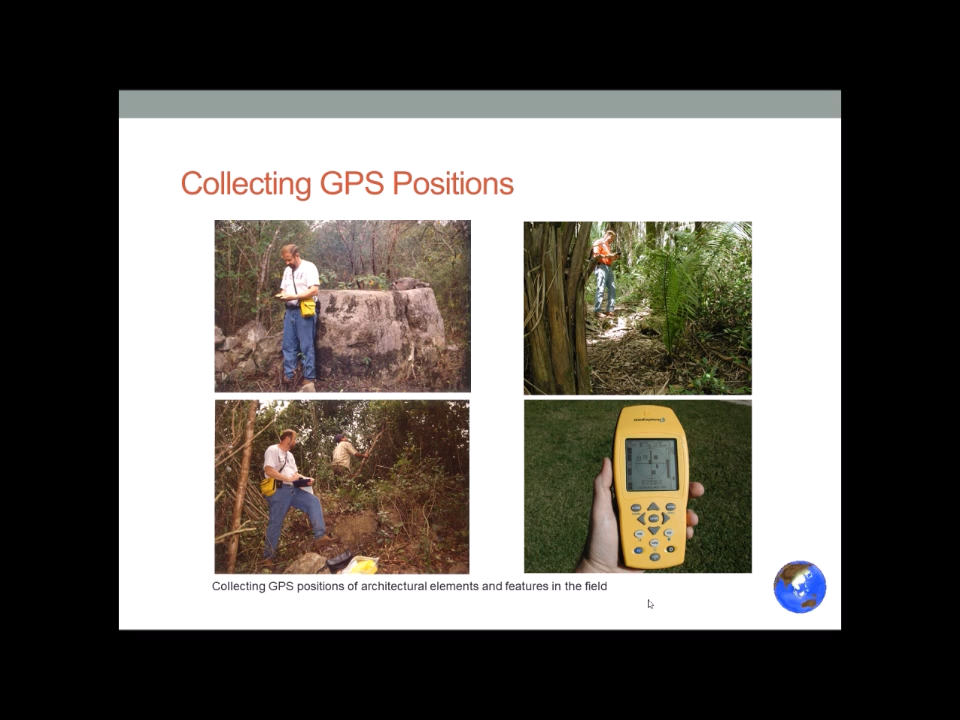 Collecting GPS Positions
Collecting GPS positions of architectural elements and features in the field